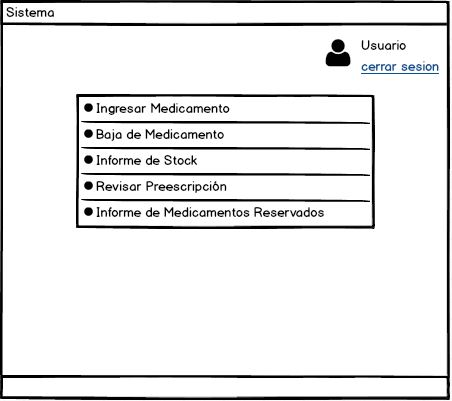 Sistema
Usuario
cerrar sesion
Ingresar Medicamento
Baja de Medicamento
Informe de Stock
Revisar Preescripción
Informe de Medicamentos Reservados